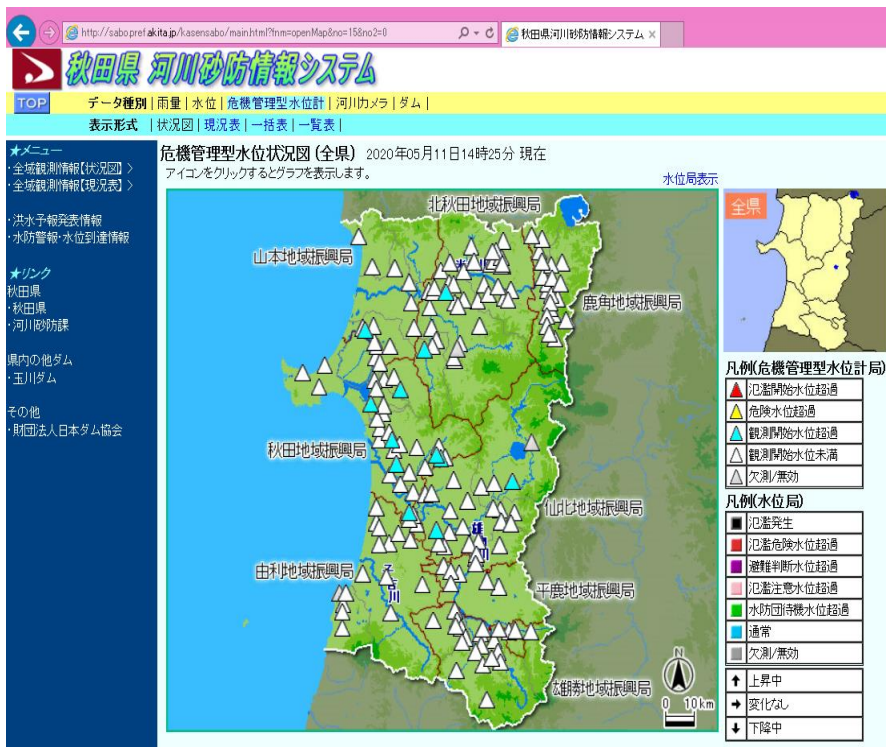 http://sabo.pref.akita.jp/kasensabo/main.html?fnm=openMap&no=15&no2=0
秋田県河川砂防情報システム ×
秋田県 河川砂防情報システム
TOP データ種別 | 雨量 | 水位 | 危機管理型水位計 | 河川カメラ | ダム |
表示形式 | 状況図 | 現況表 | 一括表 | 一覧表 |
★メニュー
・全域観測情報【状況図】 >
・全域観測情報【現況表】 >
・洪水予報発表情報
・水防警報・水位到達情報
★リンク
秋田県
・秋田県
・河川砂防課
県内の他ダム
・玉川ダム
その他
・財団法人日本ダム協会
危機管理型水位状況図(全県) 2020年05月11日14時25分 現在
アイコンをクリックするとグラフを表示します。
水位局表示
北秋田地域振興局
山本地域振興局
鹿角地域振興局
秋田地域振興局
仙北地域振興局
由利地域振興局
平鹿地域振興局
雄勝地域振興局
N
0 10km
全県
凡例(危機管理型水位計局)
氾濫開始水位超過
危険水位超過
観測開始水位超過
観測開始水位未満
欠測/無効
凡例(水位局)
氾濫発生
氾濫危険水位超過
避難判断水位超過
氾濫注意水位超過
水防団待機水位超過
通常
欠測/無効
↑ 上昇中
→ 変化なし
↓ 下降中